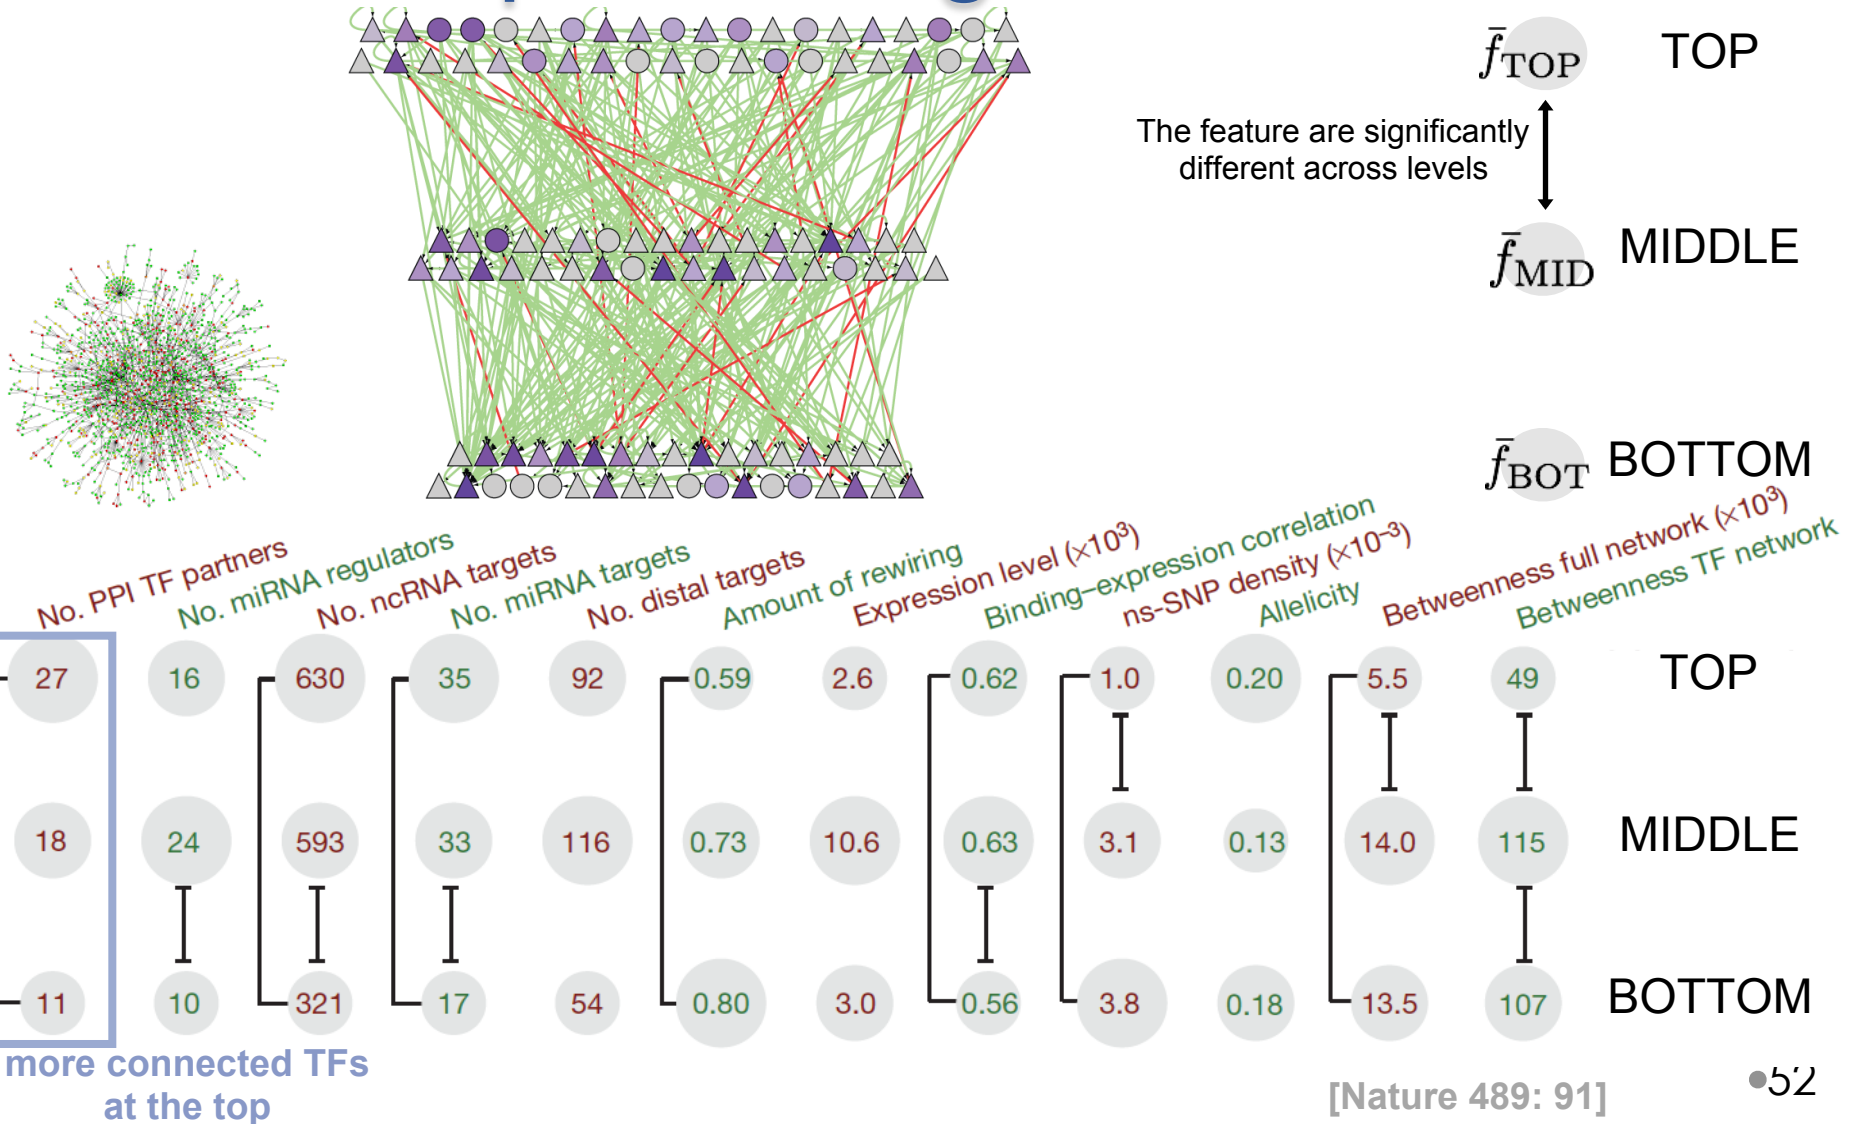 f̄TOP TOP
The feature are significantly
different across levels
f̄MID MIDDLE
f̄BOT BOTTOM
No. PPI TF partners
No. miRNA regulators
No. ncRNA targets
No. miRNA targets
No. distal targets
Amount of rewiring
Expression level (×10³)
Binding–expression correlation
ns-SNP density (×10⁻³)
Allelicity
Betweenness full network (×10³)
Betweenness TF network
27 16 630 35 92 0.59 2.6 0.62 1.0 0.20 5.5 49 TOP
18 24 593 33 116 0.73 10.6 0.63 3.1 0.13 14.0 115 MIDDLE
11 10 321 17 54 0.80 3.0 0.56 3.8 0.18 13.5 107 BOTTOM
more connected TFs
at the top
[Nature 489: 91]
•52